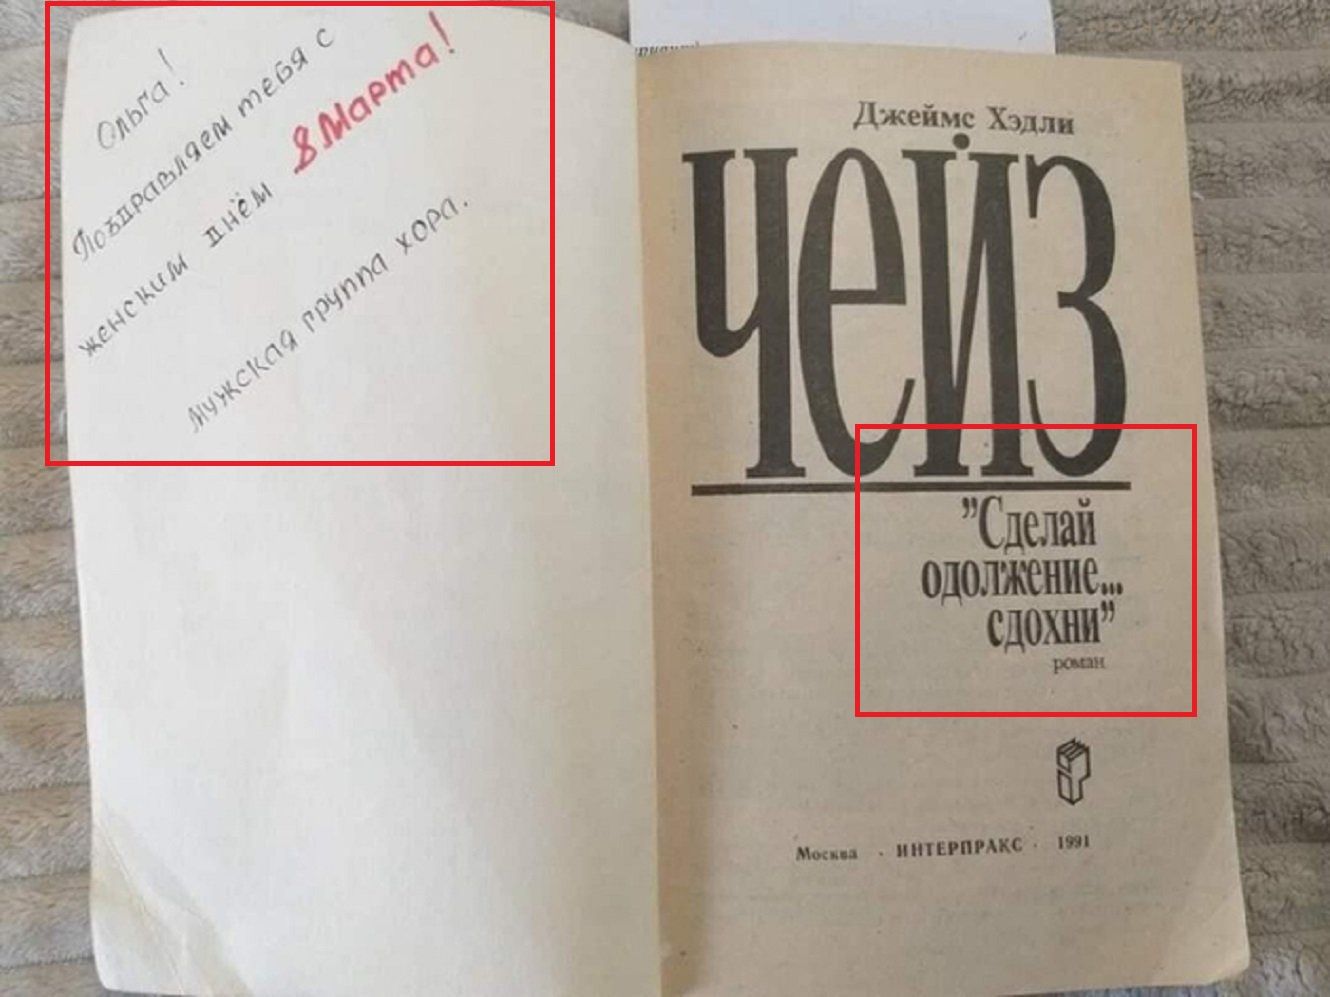 Ольга!
Поздравляем тебя с
женским днём 8 Марта!
Мужская группа хора.
Джеймс Хэдли
Чейз
"Сделай
одолжение...
сдохни"
роман
Москва · ИНТЕРПРАКС · 1991